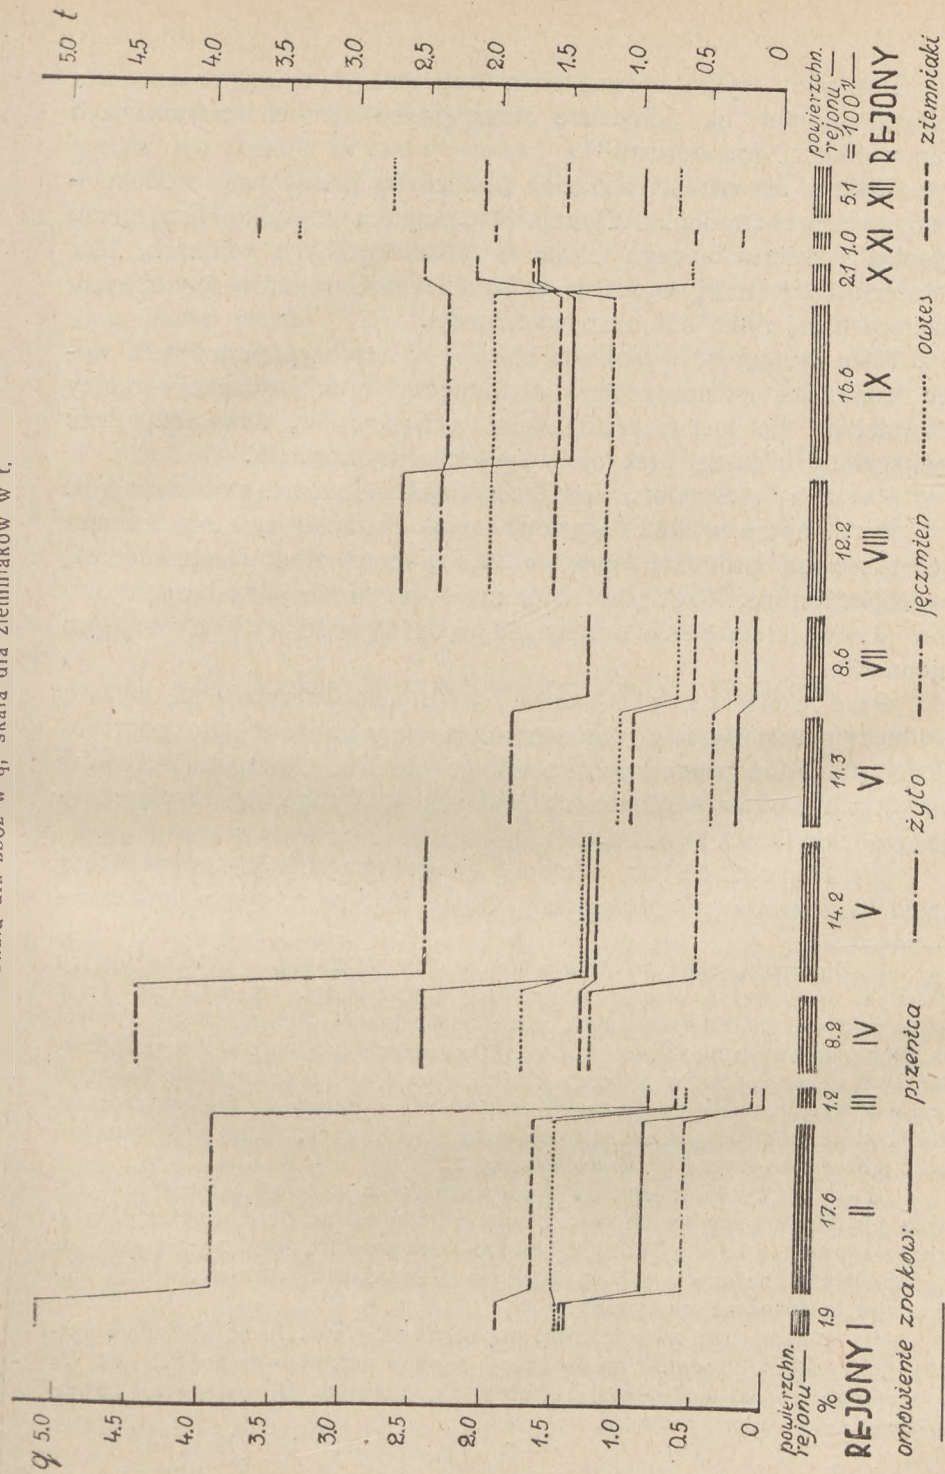 q 5.0
4.5
4.0
3.5
3.0
2.5
2.0
1.5
1.0
0.5
0
5.0 t
4.5
4.0
3.5
3.0
2.5
2.0
1.5
1.0
0.5
0
powierzchn.
rejonu
% 1.9 17.6 1.2 8.2 14.2 11.3 8.6 12.2 16.6 2.1 1.0 5.1
powierzchn.
rejonu
= 100%
REJONY I II III IV V VI VII VIII IX X XI XII REJONY
omówienie znaków: pszenica żyto jęczmień owies ziemniaki
dla ziemniaków w t.